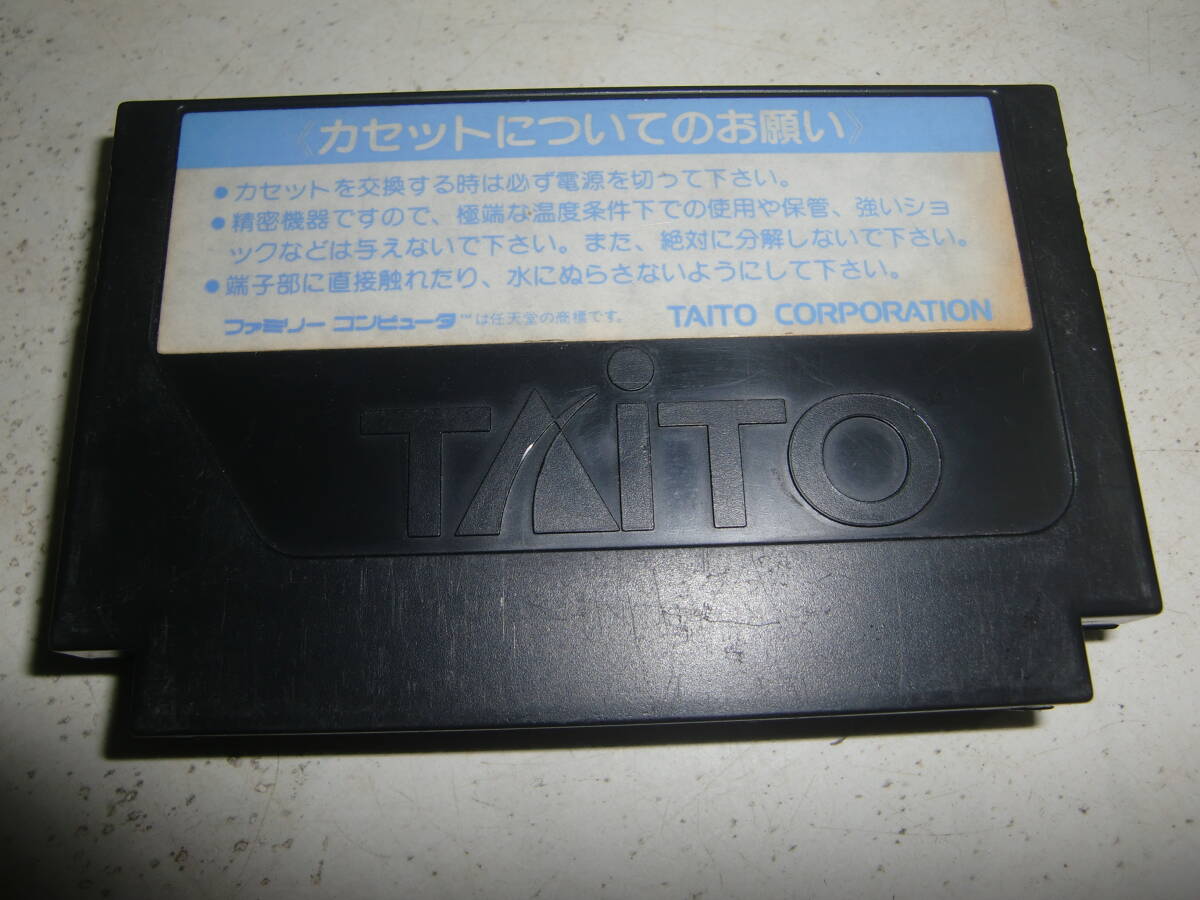 《カセットについてのお願い》
●カセットを交換する時は必ず電源を切って下さい。
●精密機器ですので、極端な温度条件下での使用や保管、強いショ
ックなどは与えないで下さい。また、絶対に分解しないで下さい。
●端子部に直接触れたり、水にぬらさないようにして下さい。
ファミリー コンピュータ™は任天堂の商標です。 TAITO CORPORATION
TAiTO